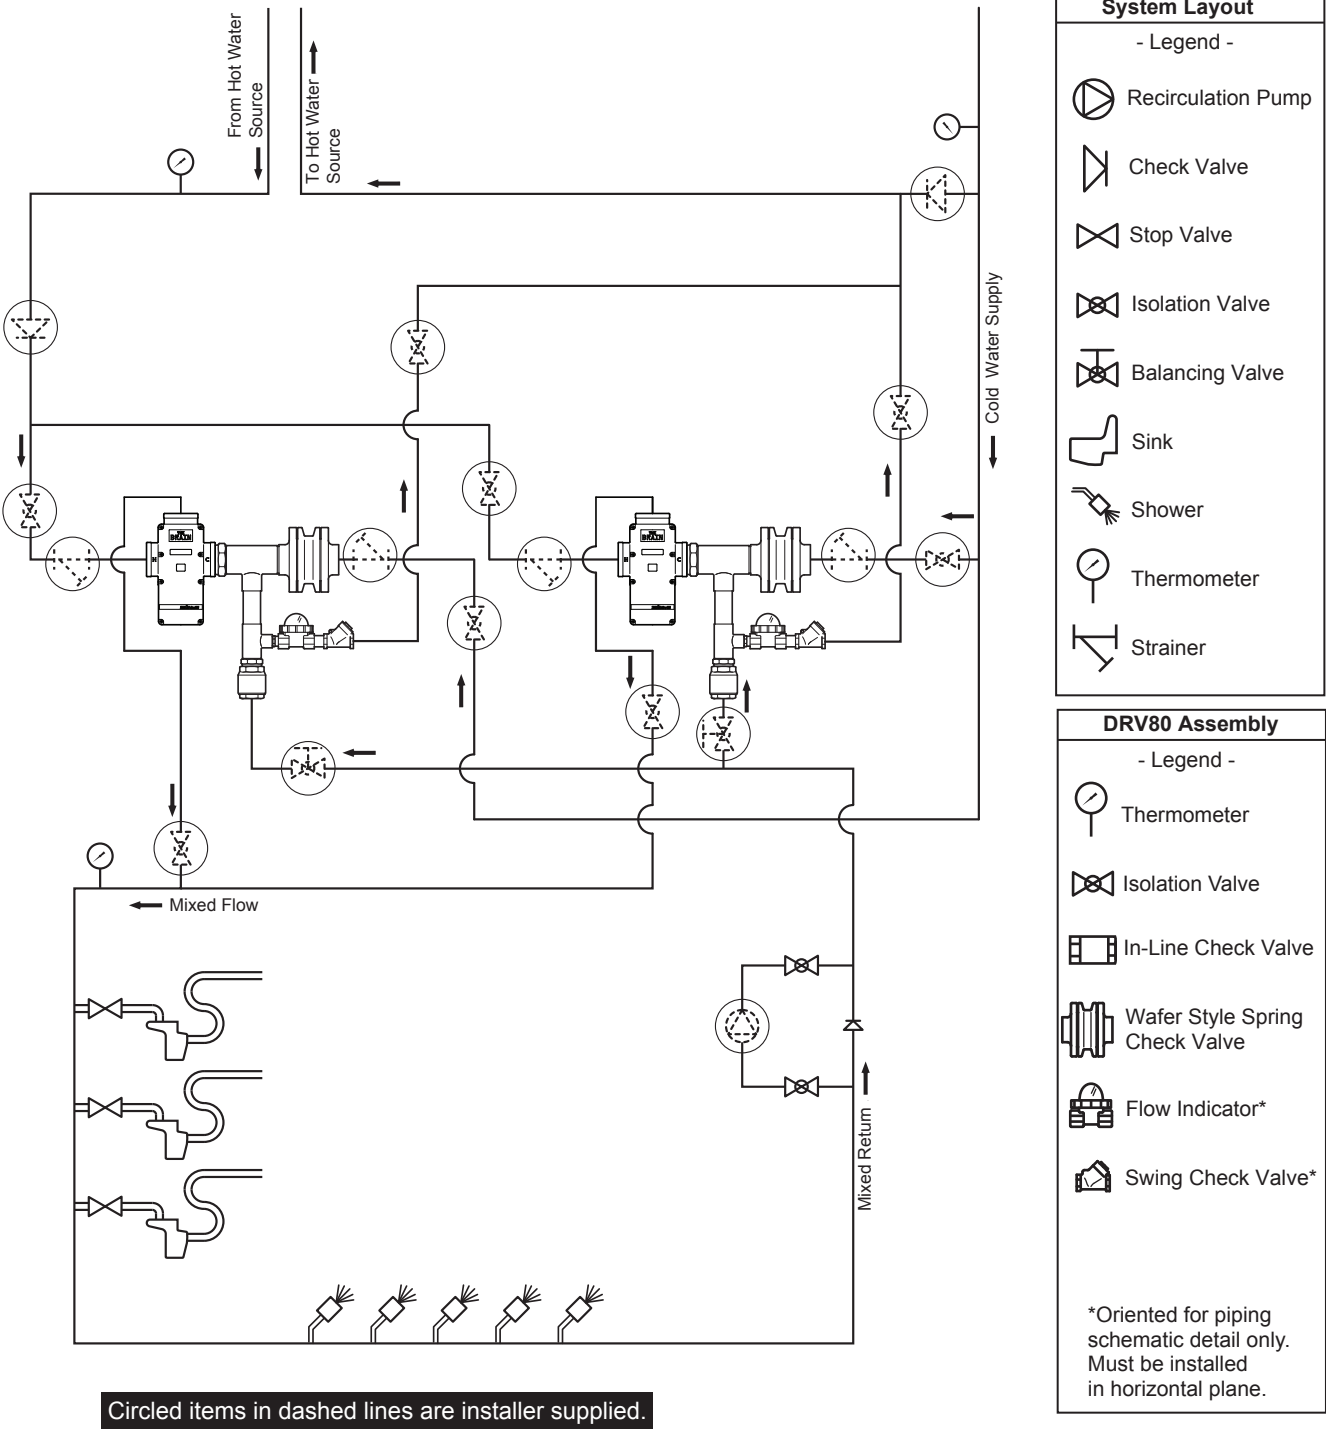 From Hot Water
Source
To Hot Water
Source
Cold Water Supply
BRAIN
H
C
BRAIN
H
C
Mixed Flow
Mixed Return
Circled items in dashed lines are installer supplied.
System Layout
- Legend -
Recirculation Pump
Check Valve
Stop Valve
Isolation Valve
Balancing Valve
Sink
Shower
Thermometer
Strainer
DRV80 Assembly
- Legend -
Thermometer
Isolation Valve
In-Line Check Valve
Wafer Style Spring
Check Valve
Flow Indicator*
Swing Check Valve*
*Oriented for piping
schematic detail only.
Must be installed
in horizontal plane.